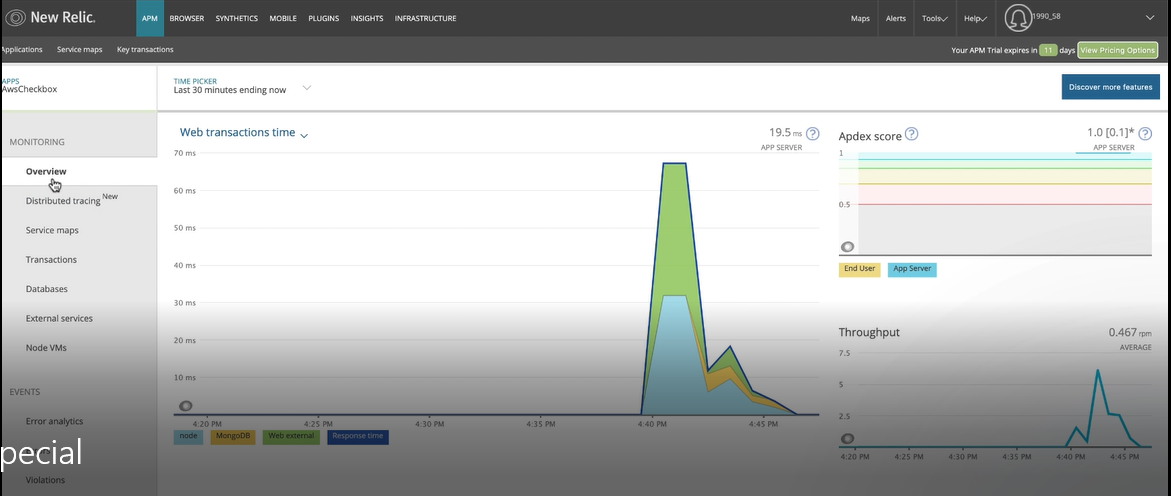 New Relic.
APM BROWSER SYNTHETICS MOBILE PLUGINS INSIGHTS INFRASTRUCTURE
Maps Alerts Tools Help 1990_58
Applications Service maps Key transactions
Your APM Trial expires in 11 days View Pricing Options
APPS
AwsCheckbox
TIME PICKER
Last 30 minutes ending now
Discover more features
MONITORING
Overview
Distributed tracing New
Service maps
Transactions
Databases
External services
Node VMs
EVENTS
Error analytics
Violations
pecial
Web transactions time
19.5 ms ?
APP SERVER
70 ms
60 ms
50 ms
40 ms
30 ms
20 ms
10 ms
4:20 PM 4:25 PM 4:30 PM 4:35 PM 4:40 PM 4:45 PM
node MongoDB Web external Response time
Apdex score ? 1.0 [0.1]* ?
APP SERVER
1
0.5
End User App Server
Throughput 0.467 rpm
AVERAGE
7.5
5
2.5
4:20 PM 4:25 PM 4:30 PM 4:35 PM 4:40 PM 4:45 PM